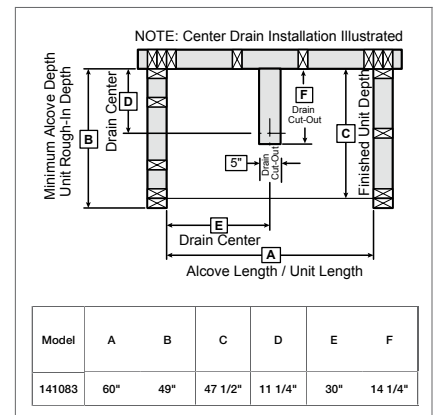 NOTE: Center Drain Installation Illustrated
Minimum Alcove Depth
Unit Rough-In Depth
B
Drain Center
D
F
Drain
Cut-Out
C
Finished Unit Depth
5"
Drain
Cut-Out
E
Drain Center
A
Alcove Length / Unit Length
Model A B C D E F
141083 60" 49" 47 1/2" 11 1/4" 30" 14 1/4"